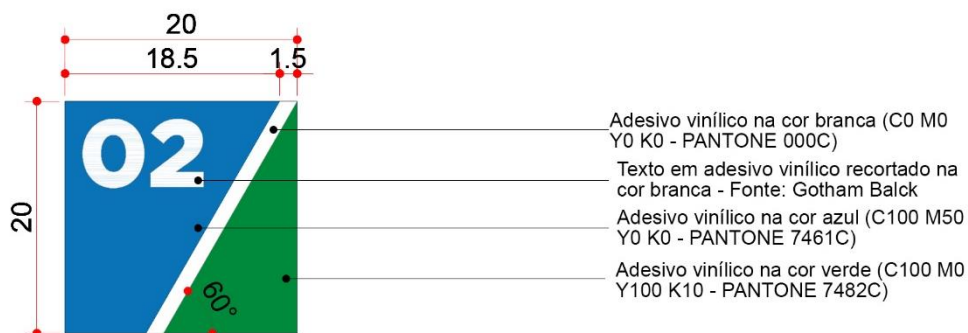 20
18.5
1.5
20
02
60°
Adesivo vinílico na cor branca (C0 M0
Y0 K0 - PANTONE 000C)
Texto em adesivo vinílico recortado na
cor branca - Fonte: Gotham Balck
Adesivo vinílico na cor azul (C100 M50
Y0 K0 - PANTONE 7461C)
Adesivo vinílico na cor verde (C100 M0
Y100 K10 - PANTONE 7482C)